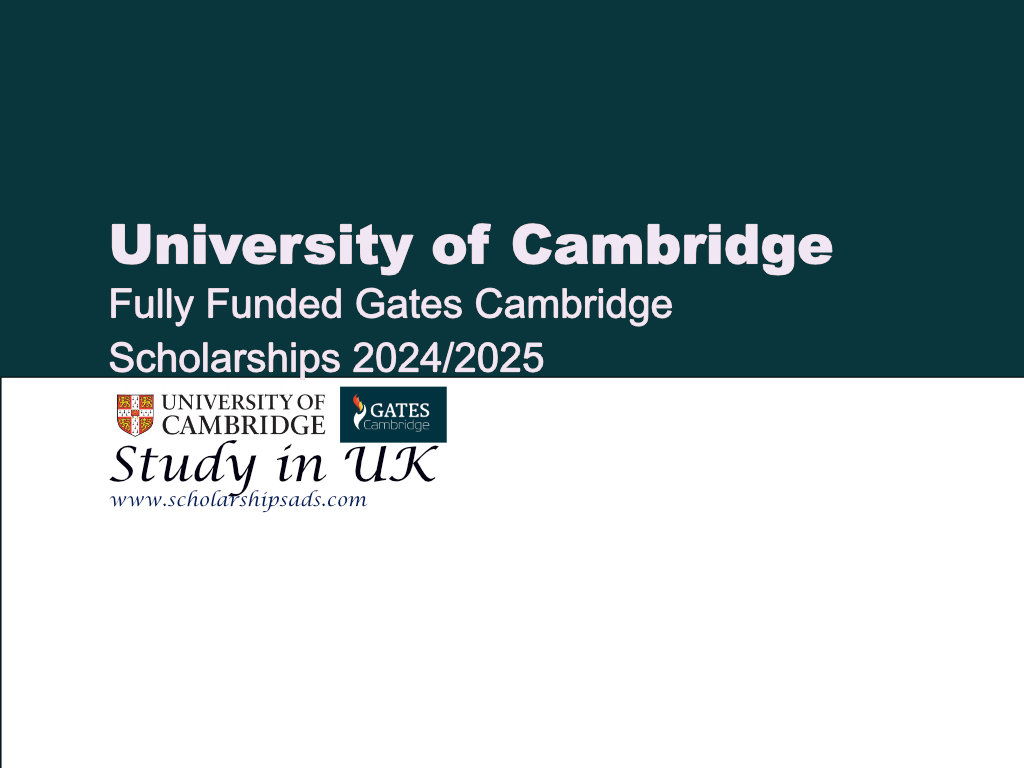 University of Cambridge
Fully Funded Gates Cambridge
Scholarships 2024/2025
UNIVERSITY OF
CAMBRIDGE
GATES
Cambridge
Study in UK
www.scholarshipsads.com